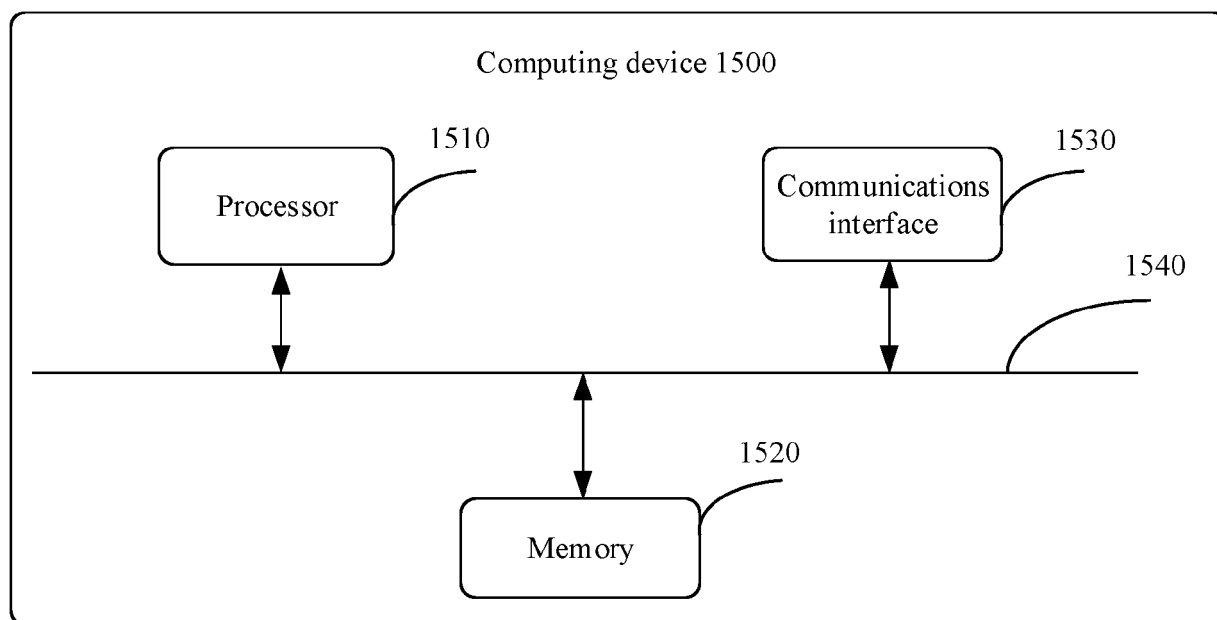 Computing device 1500
1510
Processor
1530
Communications
interface
1540
1520
Memory